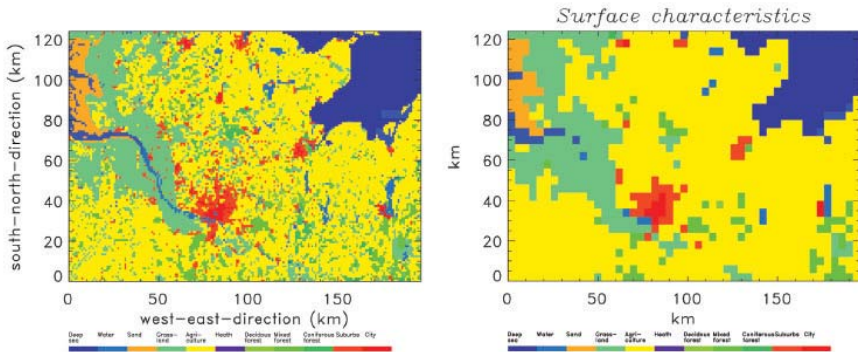 Surface characteristics
south-north-direction (km)
120
100
80
60
40
20
0
0 50 100 150
west-east-direction (km)
Deep sea Water Sand Grass-land Agri-culture Heath Decidous forest Mixed forest Coniferous forest Suburbs City
km
120
100
80
60
40
20
0
0 50 100 150
km
Deep sea Water Sand Grass-land Agri-culture Heath Decidous forest Mixed forest Coniferous forest Suburbs City